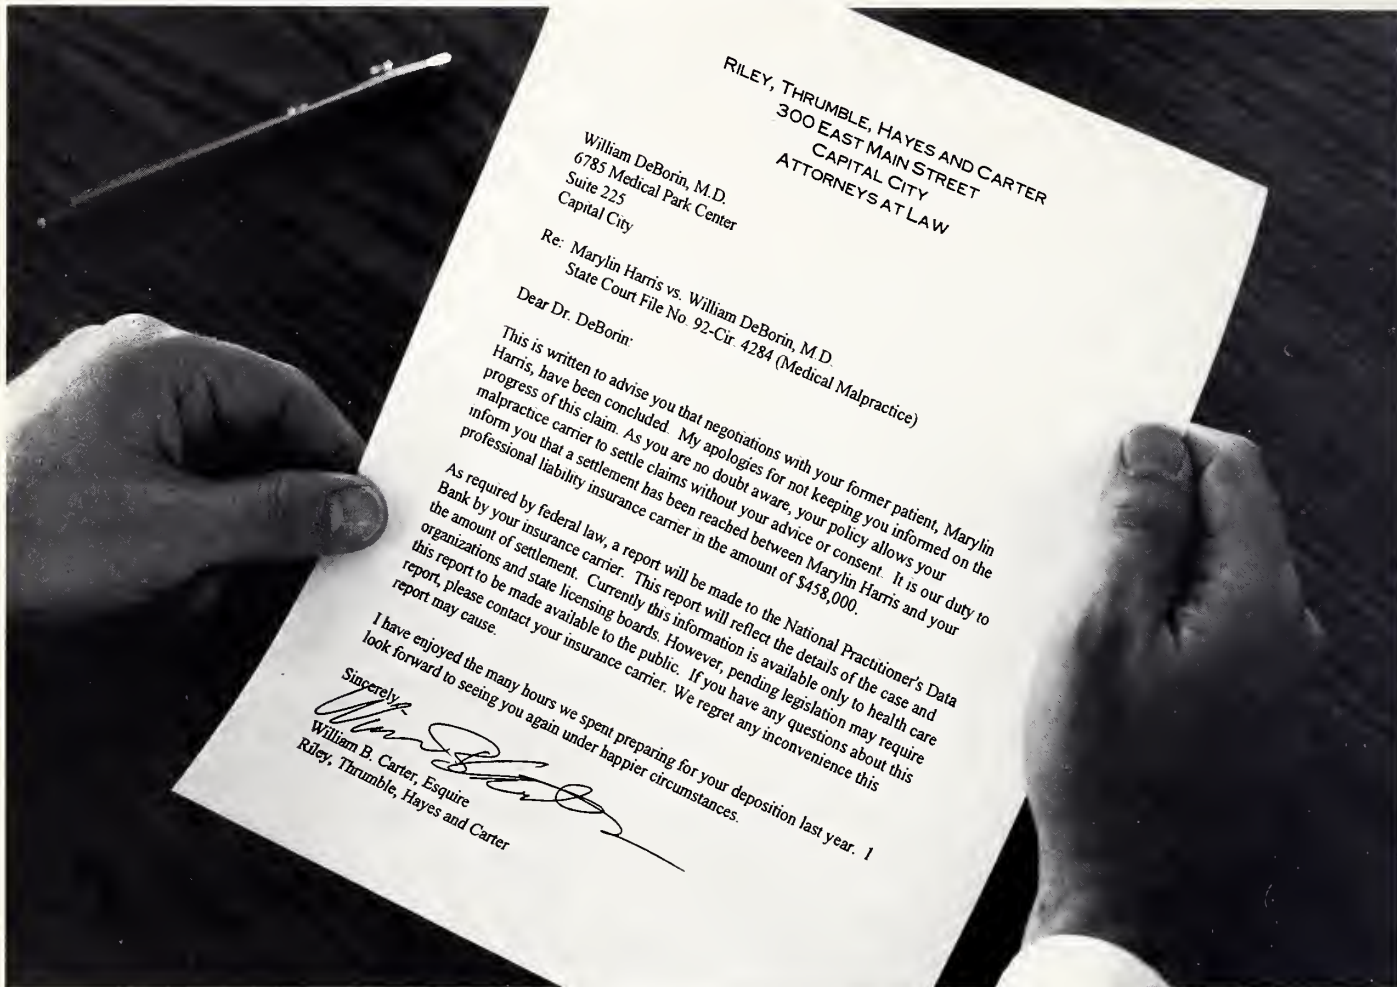 RILEY, THRUMBLE, HAYES AND CARTER
300 EAST MAIN STREET
CAPITAL CITY
ATTORNEYS AT LAW
William DeBorin, M.D.
6785 Medical Park Center
Suite 225
Capital City
Re: Marylin Harris vs. William DeBorin, M.D.
State Court File No. 92-Cir. 4284 (Medical Malpractice)
Dear Dr. DeBorin:
This is written to advise you that negotiations with your former patient, Marylin
Harris, have been concluded. My apologies for not keeping you informed on the
progress of this claim. As you are no doubt aware, your policy allows your
malpractice carrier to settle claims without your advice or consent. It is our duty to
inform you that a settlement has been reached between Marylin Harris and your
professional liability insurance carrier in the amount of $458,000.
As required by federal law, a report will be made to the National Practitioner's Data
Bank by your insurance carrier. This report will reflect the details of the case and
the amount of settlement. Currently this information is available only to health care
organizations and state licensing boards. However, pending legislation may require
this report to be made available to the public. If you have any questions about this
report, please contact your insurance carrier. We regret any inconvenience this
report may cause.
I have enjoyed the many hours we spent preparing for your deposition last year. I
look forward to seeing you again under happier circumstances.
Sincerely,
William B. Carter, Esquire
Riley, Thrumble, Hayes and Carter